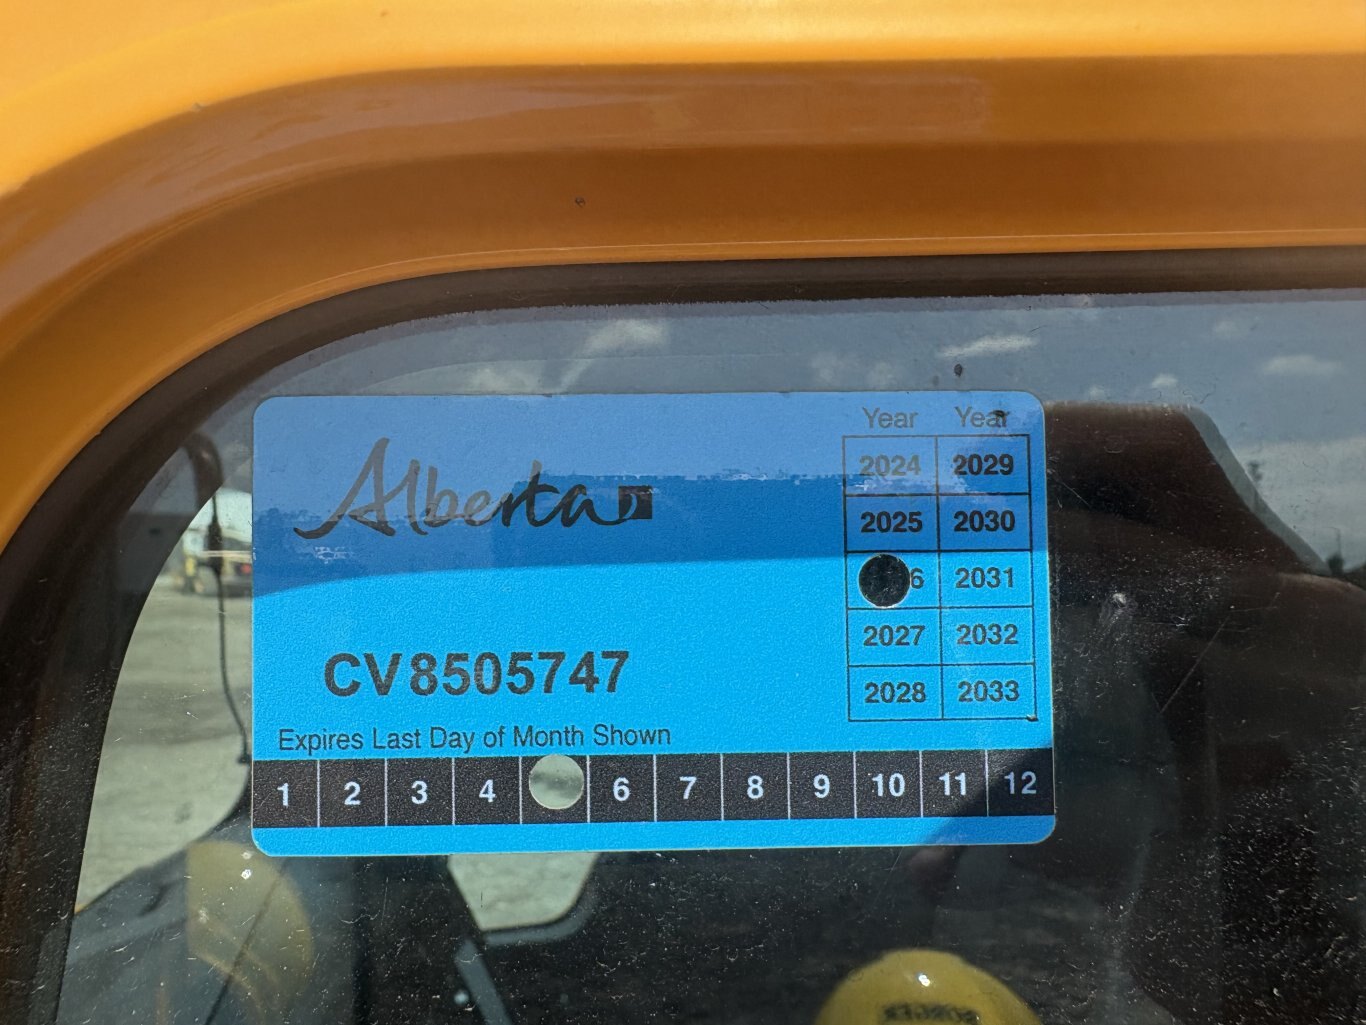 Alberta
Year Year
2024 2029
2025 2030
6 2031
2027 2032
2028 2033
CV8505747
Expires Last Day of Month Shown
1 2 3 4 6 7 8 9 10 11 12